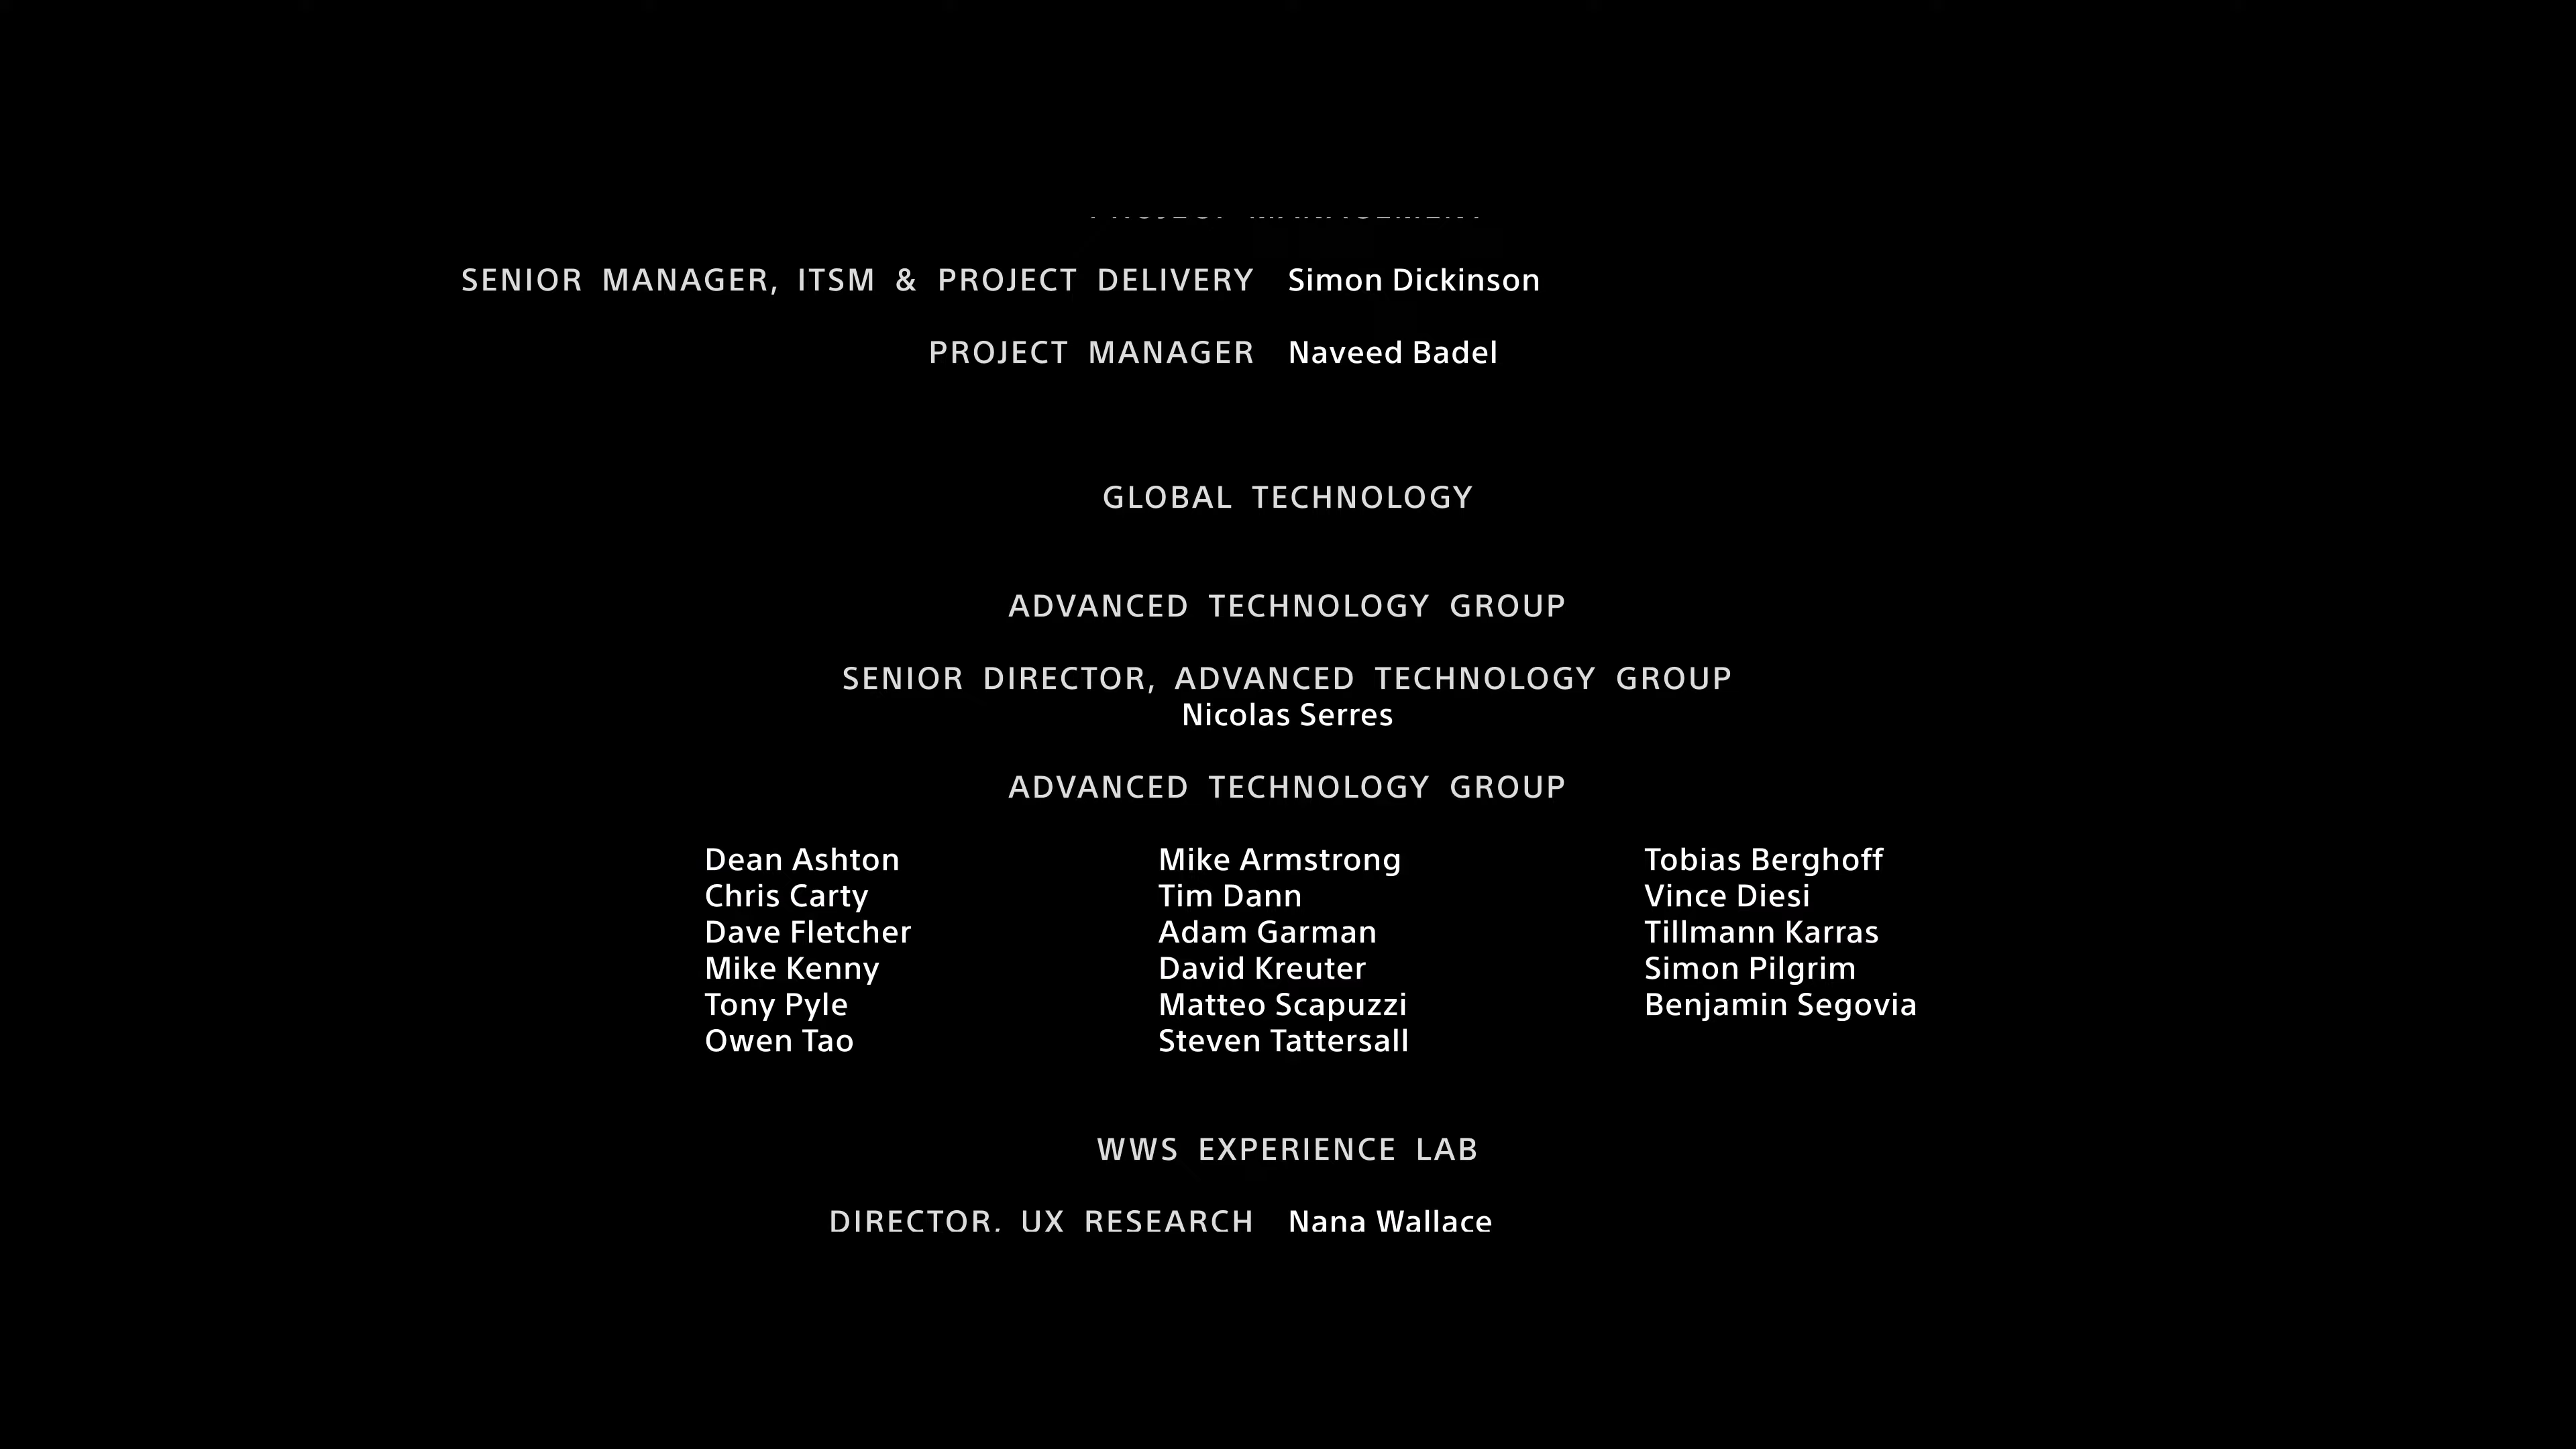 PROJECT MANAGEMENT
SENIOR MANAGER, ITSM & PROJECT DELIVERY Simon Dickinson
PROJECT MANAGER Naveed Badel
GLOBAL TECHNOLOGY
ADVANCED TECHNOLOGY GROUP
SENIOR DIRECTOR, ADVANCED TECHNOLOGY GROUP
Nicolas Serres
ADVANCED TECHNOLOGY GROUP
Dean Ashton Mike Armstrong Tobias Berghoff
Chris Carty Tim Dann Vince Diesi
Dave Fletcher Adam Garman Tillmann Karras
Mike Kenny David Kreuter Simon Pilgrim
Tony Pyle Matteo Scapuzzi Benjamin Segovia
Owen Tao Steven Tattersall
WWS EXPERIENCE LAB
DIRECTOR, UX RESEARCH Nana Wallace